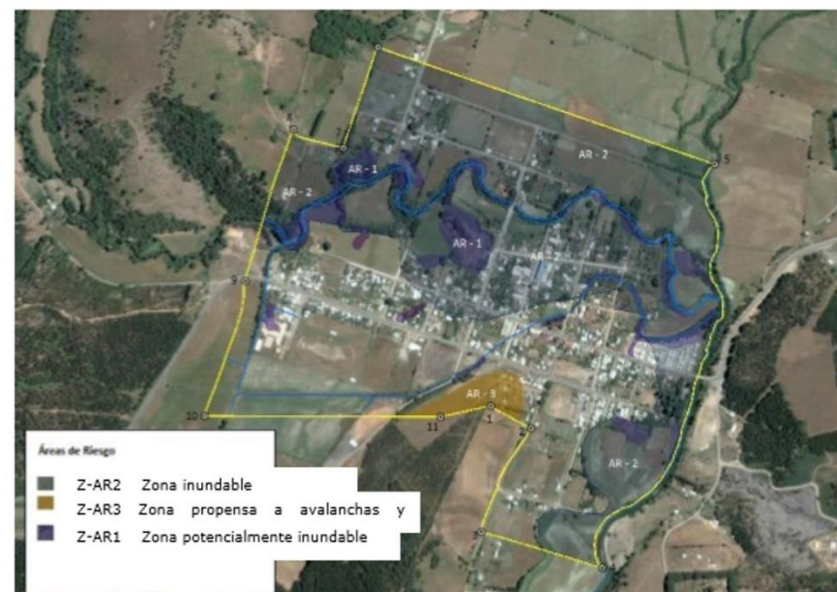 5
8
AR - 2
AR - 1
AR - 2
AR - 1
9
AR - 3
10
11
1
AR - 2
Áreas de Riesgo
Z-AR2 Zona inundable
Z-AR3 Zona propensa a avalanchas y
Z-AR1 Zona potencialmente inundable